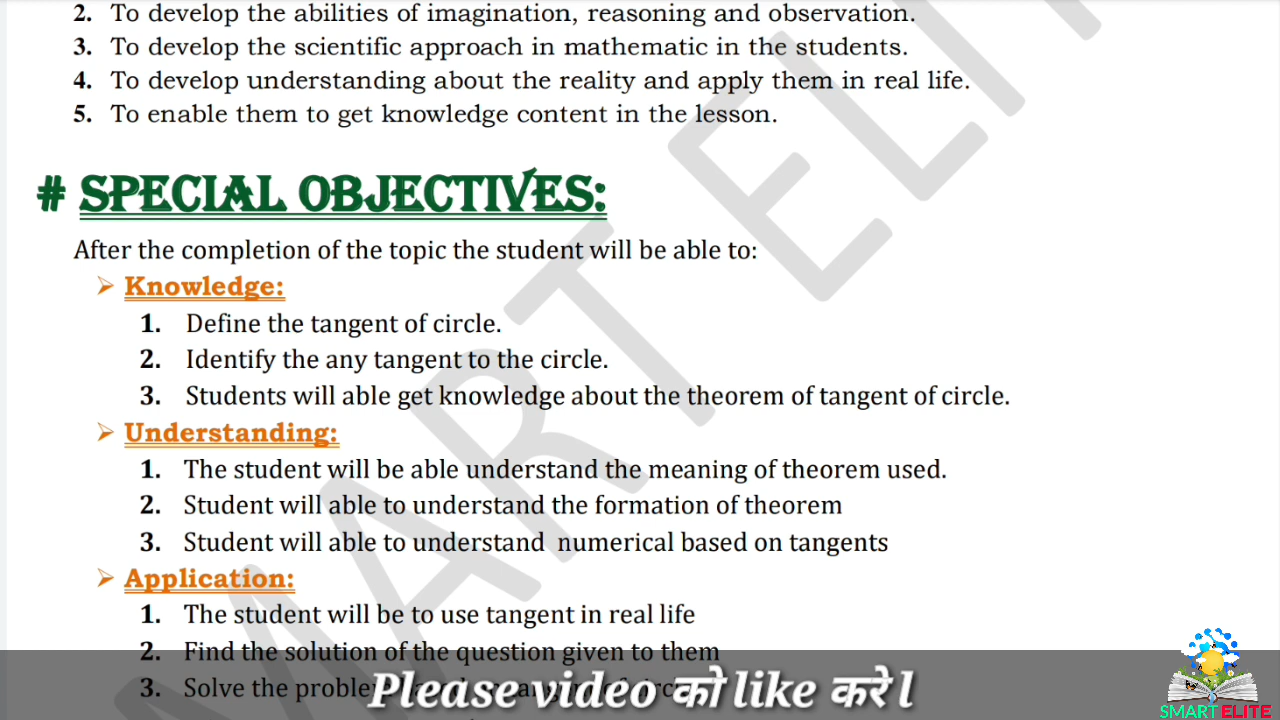 2. To develop the abilities of imagination, reasoning and observation.
3. To develop the scientific approach in mathematic in the students.
4. To develop understanding about the reality and apply them in real life.
5. To enable them to get knowledge content in the lesson.
# SPECIAL OBJECTIVES:
After the completion of the topic the student will be able to:
➢ Knowledge:
1. Define the tangent of circle.
2. Identify the any tangent to the circle.
3. Students will able get knowledge about the theorem of tangent of circle.
➢ Understanding:
1. The student will be able understand the meaning of theorem used.
2. Student will able to understand the formation of theorem
3. Student will able to understand numerical based on tangents
➢ Application:
1. The student will be to use tangent in real life
2. Find the solution of the question given to them
3. Solve the
Please video को like करे l
SMART ELITE